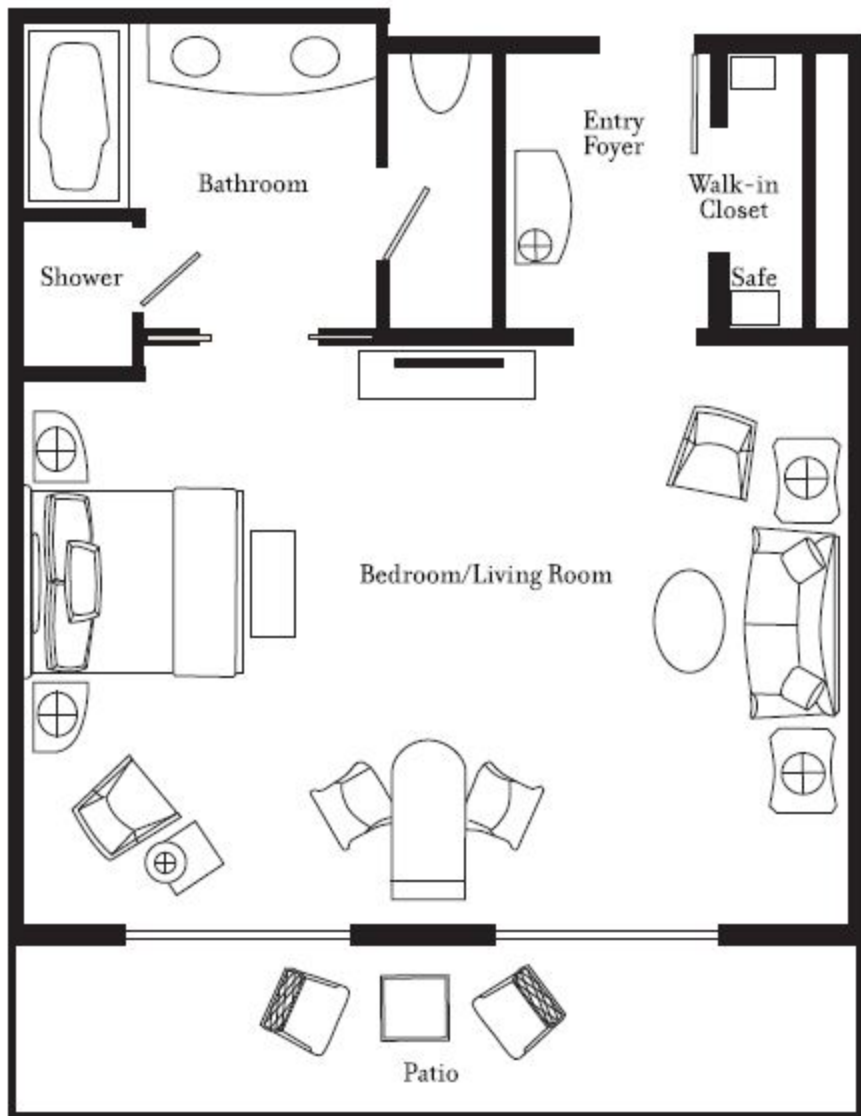 Entry
Foyer
Bathroom
Walk-in
Closet
Shower
Safe
Bedroom/Living Room
Patio